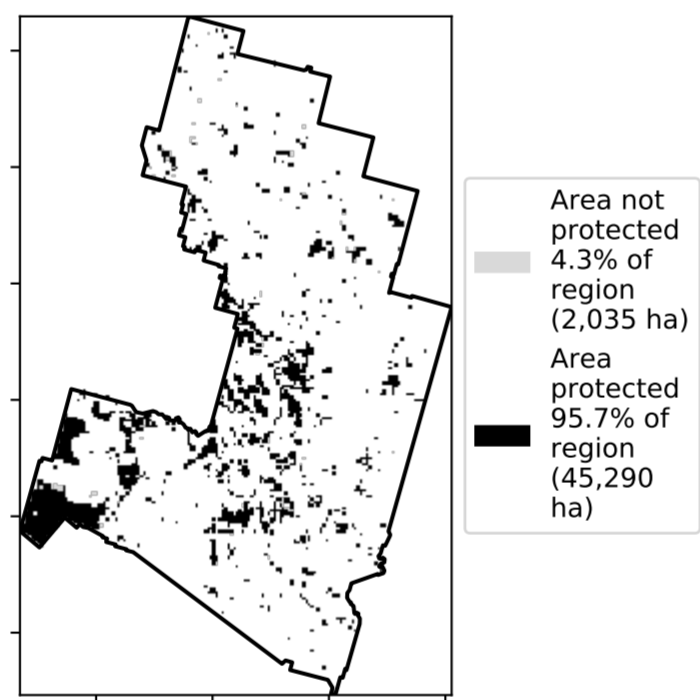 Area not
protected
4.3% of
region
(2,035 ha)
Area
protected
95.7% of
region
(45,290
ha)